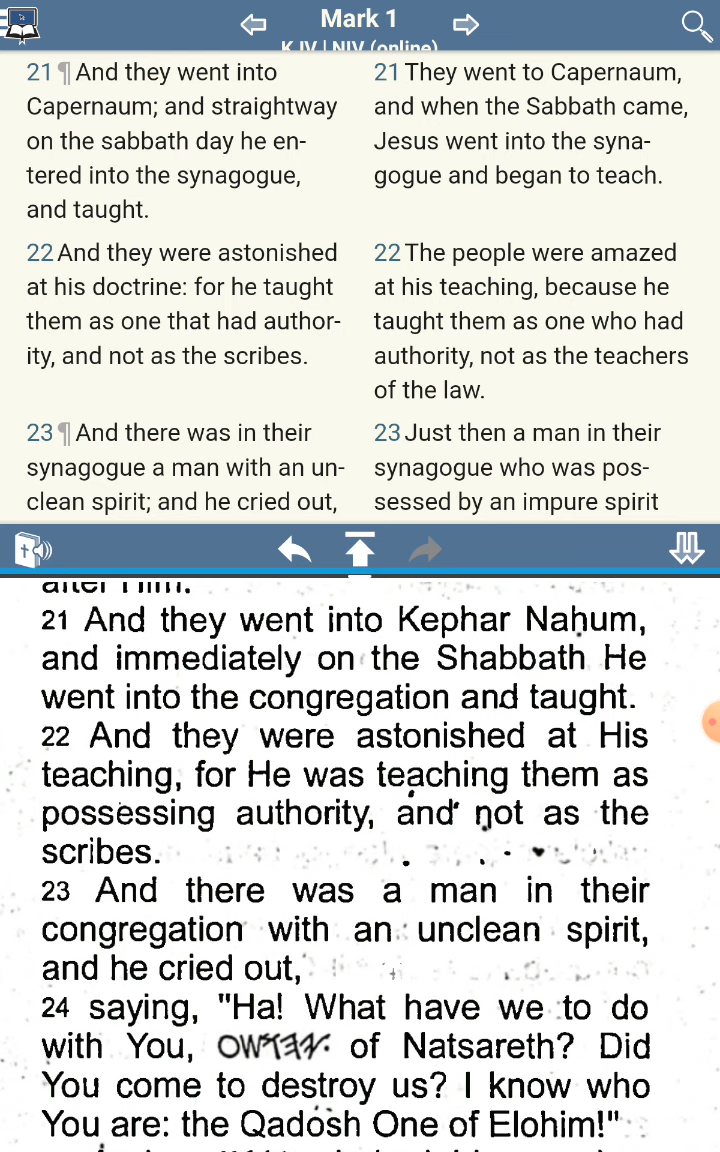 Mark 1
KJV | NIV (online)
21 ¶ And they went into
Capernaum; and straightway
on the sabbath day he en-
tered into the synagogue,
and taught.
22 And they were astonished
at his doctrine: for he taught
them as one that had author-
ity, and not as the scribes.
23 ¶ And there was in their
synagogue a man with an un-
clean spirit; and he cried out,
21 They went to Capernaum,
and when the Sabbath came,
Jesus went into the syna-
gogue and began to teach.
22 The people were amazed
at his teaching, because he
taught them as one who had
authority, not as the teachers
of the law.
23 Just then a man in their
synagogue who was pos-
sessed by an impure spirit
after Him.
21 And they went into Kephar Naḥum,
and immediately on the Shabbath He
went into the congregation and taught.
22 And they were astonished at His
teaching, for He was teaching them as
possessing authority, and not as the
scribes.
23 And there was a man in their
congregation with an unclean spirit,
and he cried out,
24 saying, "Ha! What have we to do
with You, of Natsareth? Did
You come to destroy us? I know who
You are: the Qadosh One of Elohim!"